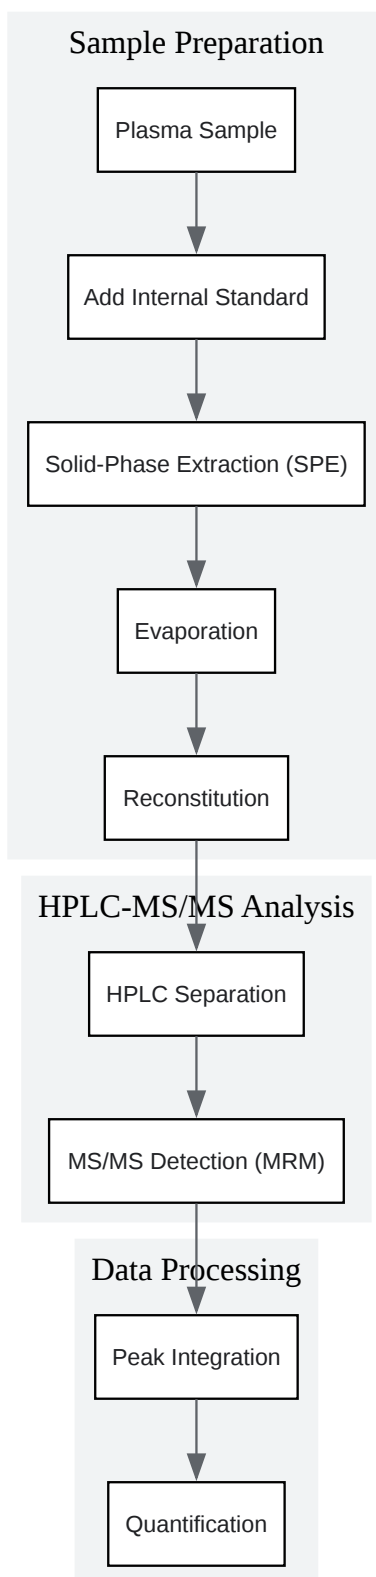 Sample Preparation
Plasma Sample
Add Internal Standard
Solid-Phase Extraction (SPE)
Evaporation
Reconstitution
HPLC-MS/MS Analysis
HPLC Separation
MS/MS Detection (MRM)
Data Processing
Peak Integration
Quantification